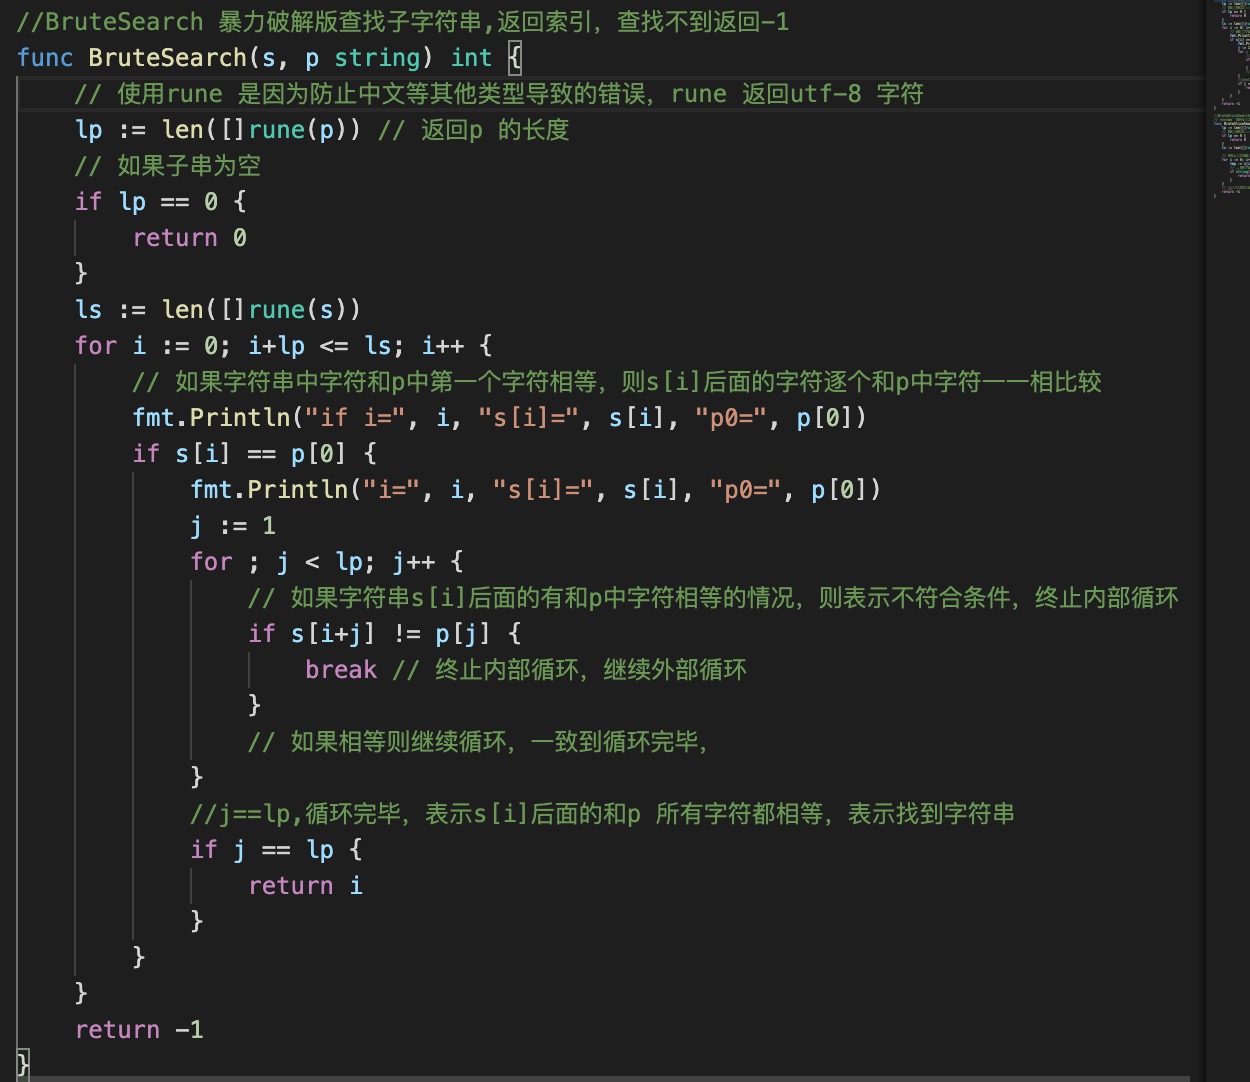 //BruteSearch 暴力破解版查找子字符串,返回索引，查找不到返回-1
func BruteSearch(s, p string) int {
    // 使用rune 是因为防止中文等其他类型导致的错误，rune 返回utf-8 字符
    lp := len([]rune(p)) // 返回p 的长度
    // 如果子串为空
    if lp == 0 {
        return 0
    }
    ls := len([]rune(s))
    for i := 0; i+lp <= ls; i++ {
        // 如果字符串中字符和p中第一个字符相等，则s[i]后面的字符逐个和p中字符一一相比较
        fmt.Println("if i=", i, "s[i]=", s[i], "p0=", p[0])
        if s[i] == p[0] {
            fmt.Println("i=", i, "s[i]=", s[i], "p0=", p[0])
            j := 1
            for ; j < lp; j++ {
                // 如果字符串s[i]后面的有和p中字符相等的情况，则表示不符合条件，终止内部循环
                if s[i+j] != p[j] {
                    break // 终止内部循环，继续外部循环
                }
                // 如果相等则继续循环，一致到循环完毕，
            }
            //j==lp,循环完毕，表示s[i]后面的和p 所有字符都相等，表示找到字符串
            if j == lp {
                return i
            }
        }
    }
    return -1
}